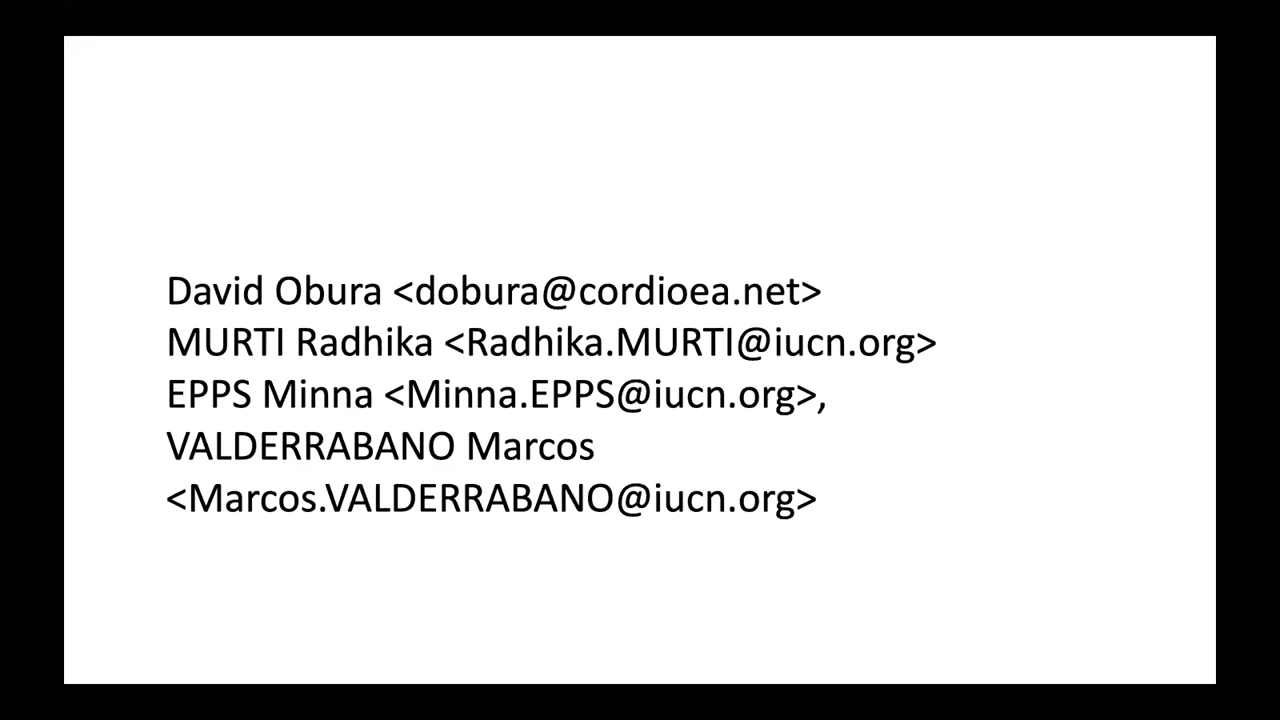 David Obura <dobura@cordioea.net>
MURTI Radhika <Radhika.MURTI@iucn.org>
EPPS Minna <Minna.EPPS@iucn.org>,
VALDERRABANO Marcos
<Marcos.VALDERRABANO@iucn.org>